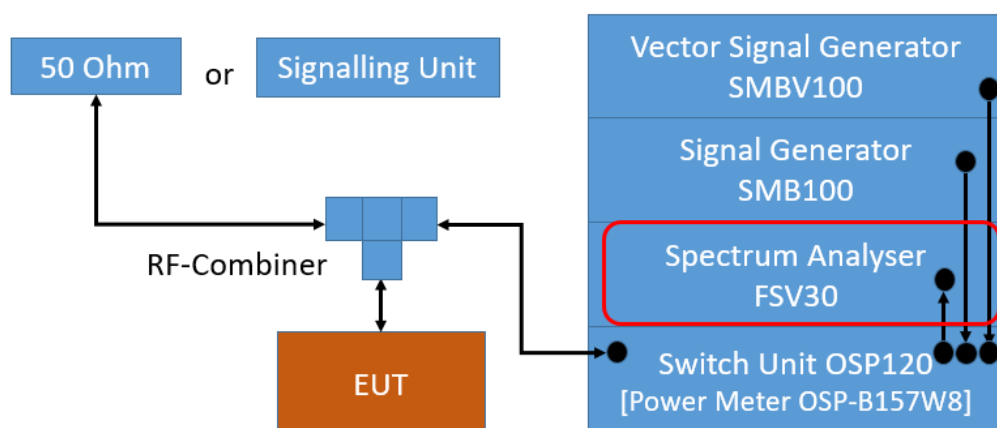 50 Ohm
or
Signalling Unit
Vector Signal Generator
SMBV100
Signal Generator
SMB100
RF-Combiner
Spectrum Analyser
FSV30
EUT
Switch Unit OSP120
[Power Meter OSP-B157W8]